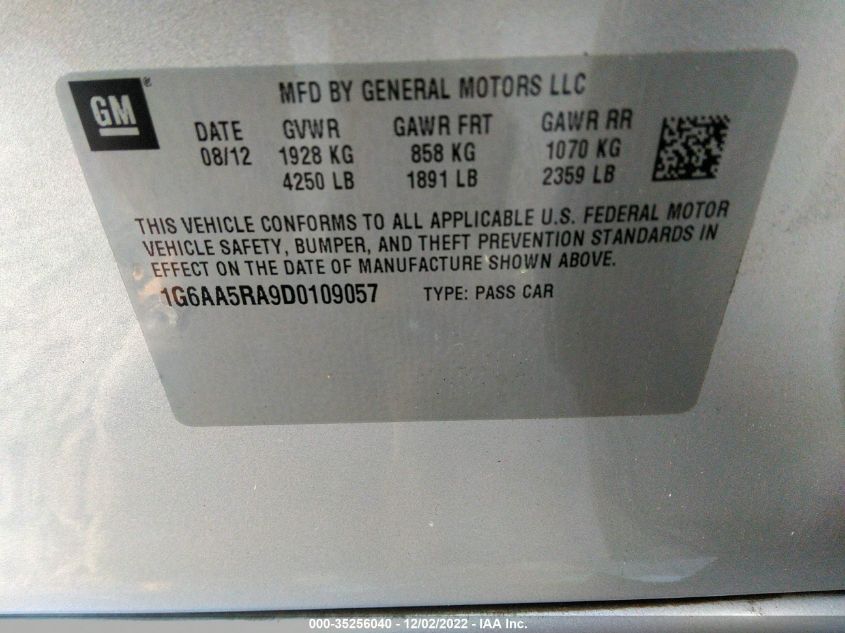 GM®
MFD BY GENERAL MOTORS LLC
DATE GVWR GAWR FRT GAWR RR
08/12 1928 KG 858 KG 1070 KG
4250 LB 1891 LB 2359 LB
THIS VEHICLE CONFORMS TO ALL APPLICABLE U.S. FEDERAL MOTOR
VEHICLE SAFETY, BUMPER, AND THEFT PREVENTION STANDARDS IN
EFFECT ON THE DATE OF MANUFACTURE SHOWN ABOVE.
1G6AA5RA9D0109057 TYPE: PASS CAR
000-35256040 - 12/02/2022 - IAA Inc.